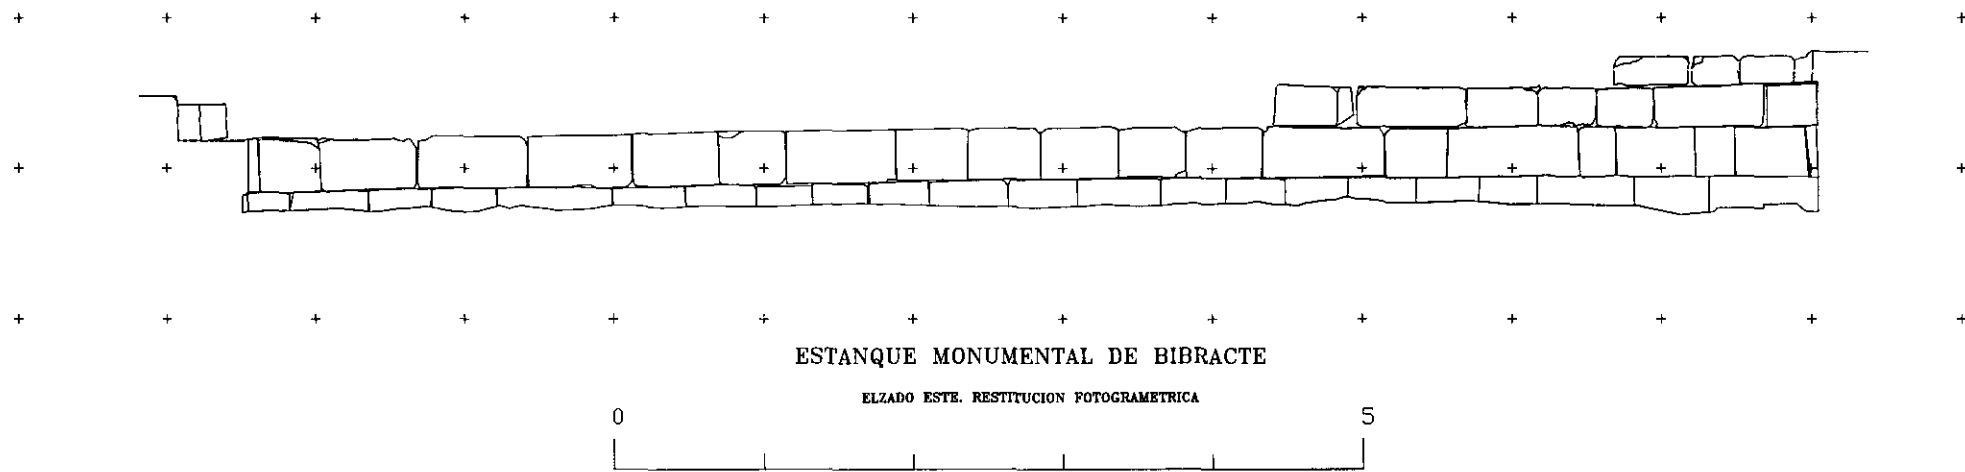 ESTANQUE MONUMENTAL DE BIBRACTE
ELZADO ESTE. RESTITUCION FOTOGRAMETRICA
0 5